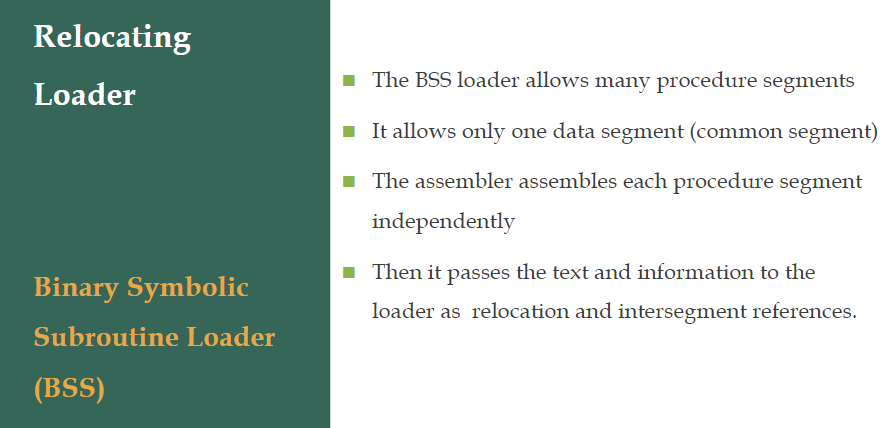 Relocating
Loader
Binary Symbolic
Subroutine Loader
(BSS)
The BSS loader allows many procedure segments
It allows only one data segment (common segment)
The assembler assembles each procedure segment
independently
Then it passes the text and information to the
loader as relocation and intersegment references.